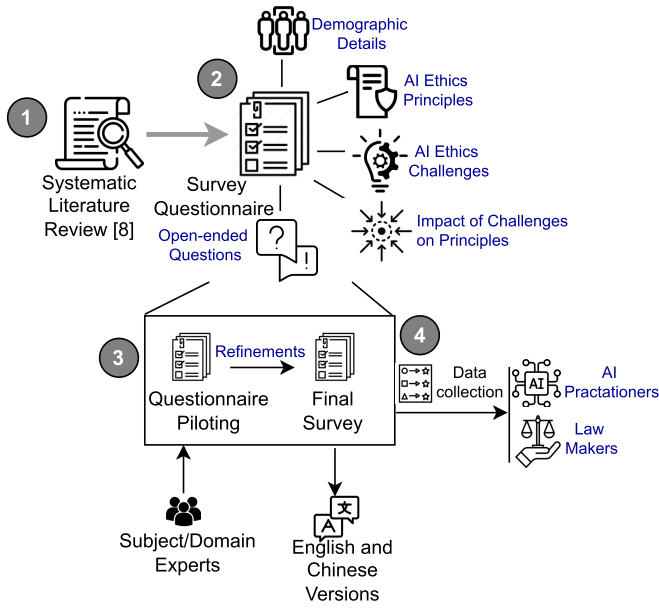 Demographic
Details
2
AI Ethics
Principles
1
AI Ethics
Challenges
Systematic
Literature
Review [8]
Survey
Questionnaire
Impact of Challenges
on Principles
Open-ended
Questions
?
!
3
4
Refinements
Questionnaire
Piloting
Final
Survey
Data
collection
AI
AI
Practationers
Law
Makers
Subject/Domain
Experts
文
A
English and
Chinese
Versions